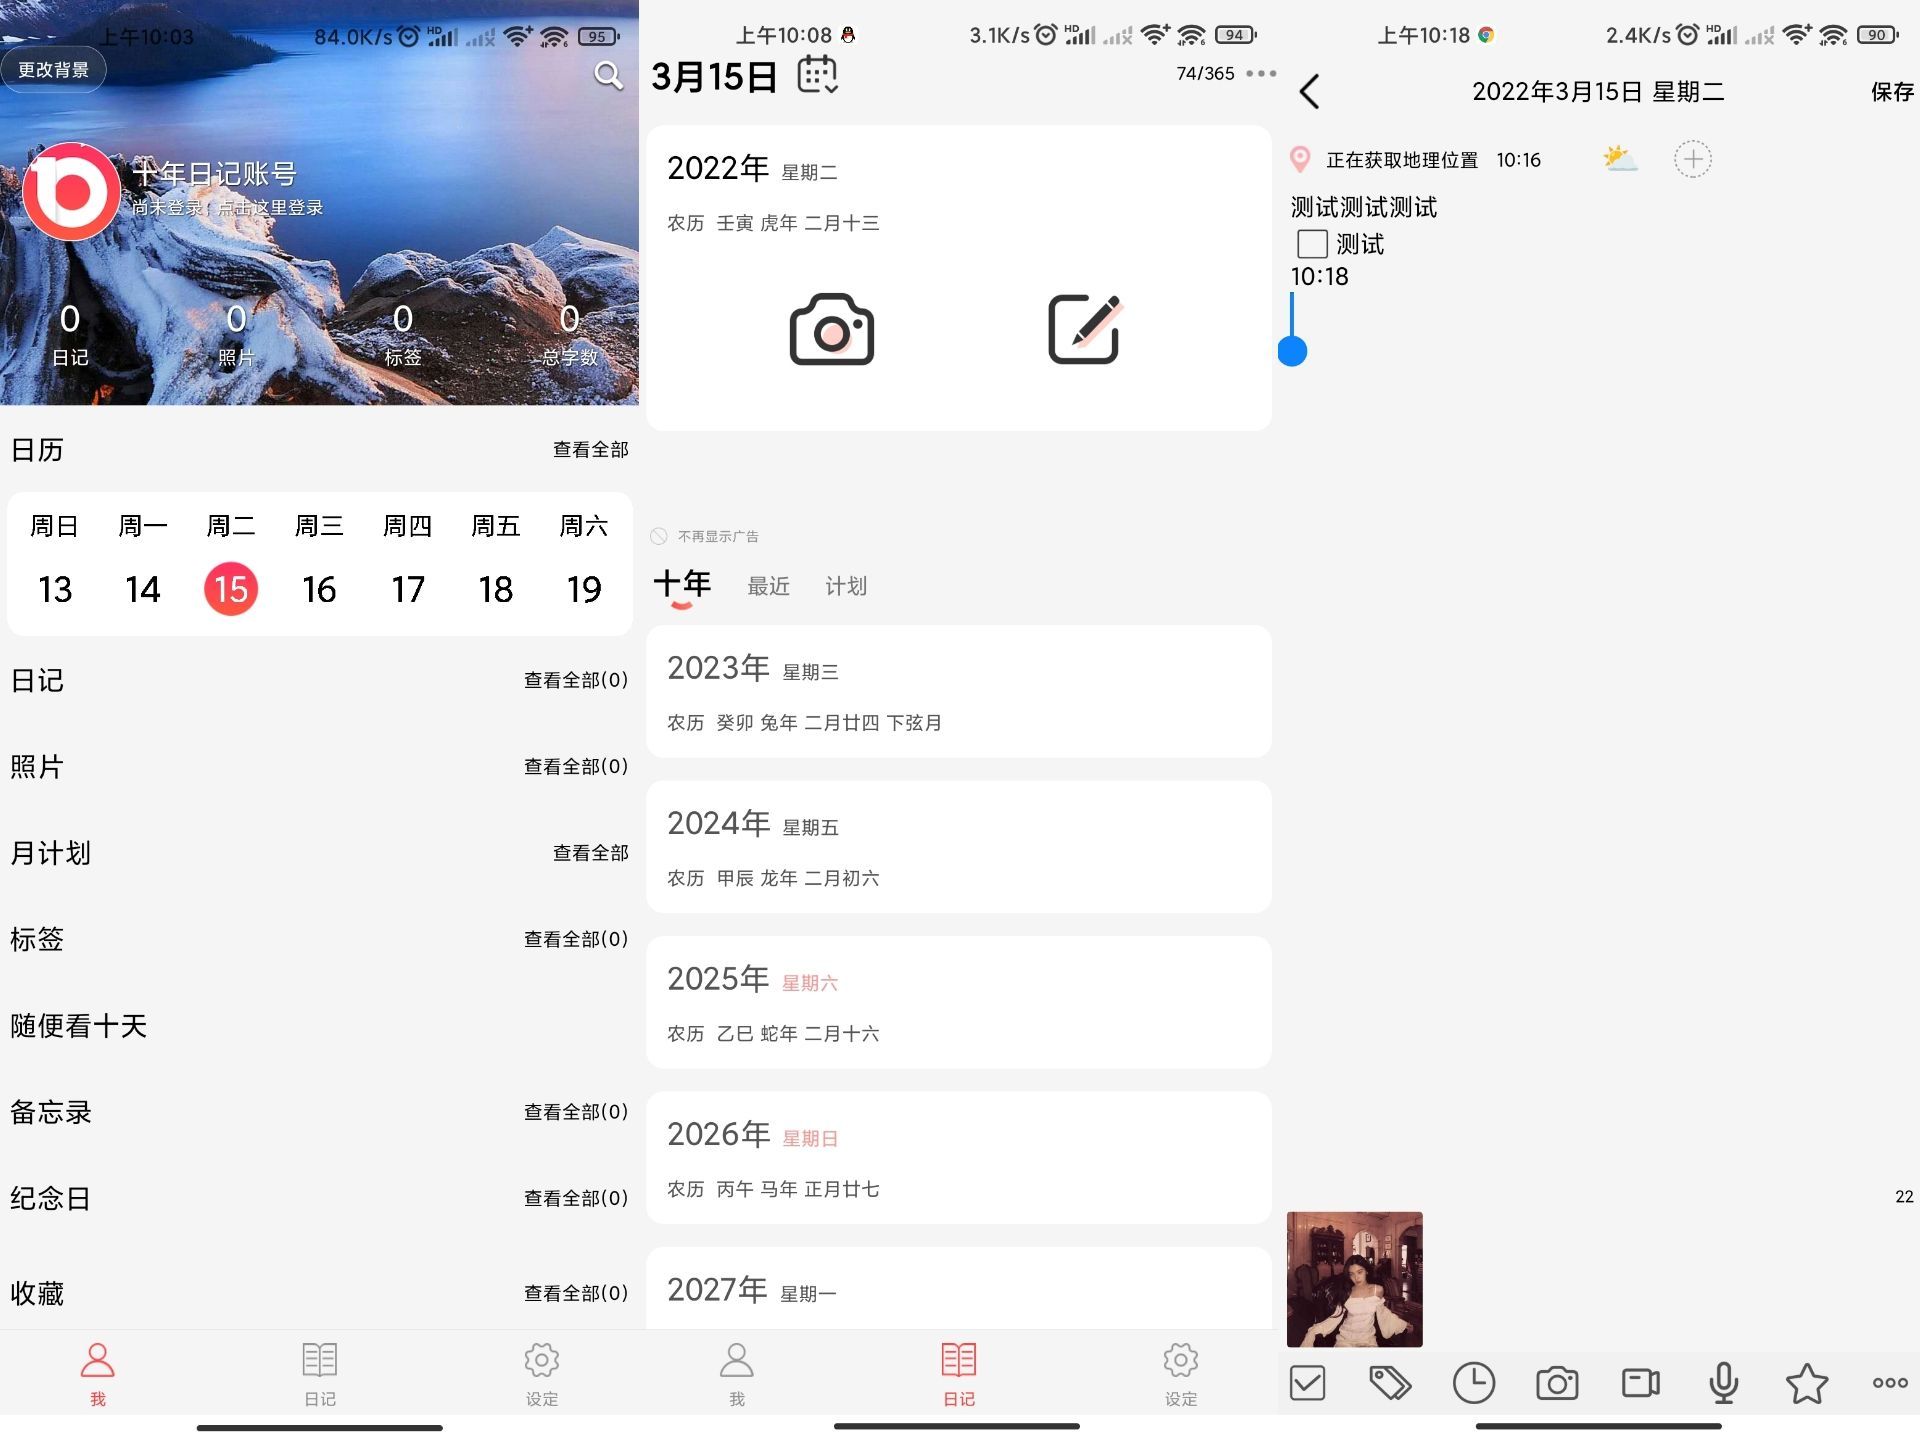 上午10:03
84.0K/s
HD
6
95
更改背景
十年日记账号
尚未登录，点击这里登录
0 0 0 0
日记 照片 标签 总字数
日历 查看全部
周日 周一 周二 周三 周四 周五 周六
13 14 15 16 17 18 19
日记 查看全部(0)
照片 查看全部(0)
月计划 查看全部
标签 查看全部(0)
随便看十天
备忘录 查看全部(0)
纪念日 查看全部(0)
收藏 查看全部(0)
我 日记 设定
上午10:08
3.1K/s
HD
6
94
3月15日
74/365
2022年 星期二
农历 壬寅 虎年 二月十三
不再显示广告
十年 最近 计划
2023年 星期三
农历 癸卯 兔年 二月廿四 下弦月
2024年 星期五
农历 甲辰 龙年 二月初六
2025年 星期六
农历 乙巳 蛇年 二月十六
2026年 星期日
农历 丙午 马年 正月廿七
2027年 星期一
我 日记 设定
上午10:18
2.4K/s
HD
6
90
2022年3月15日 星期二 保存
正在获取地理位置 10:16
测试测试测试
测试
10:18
22